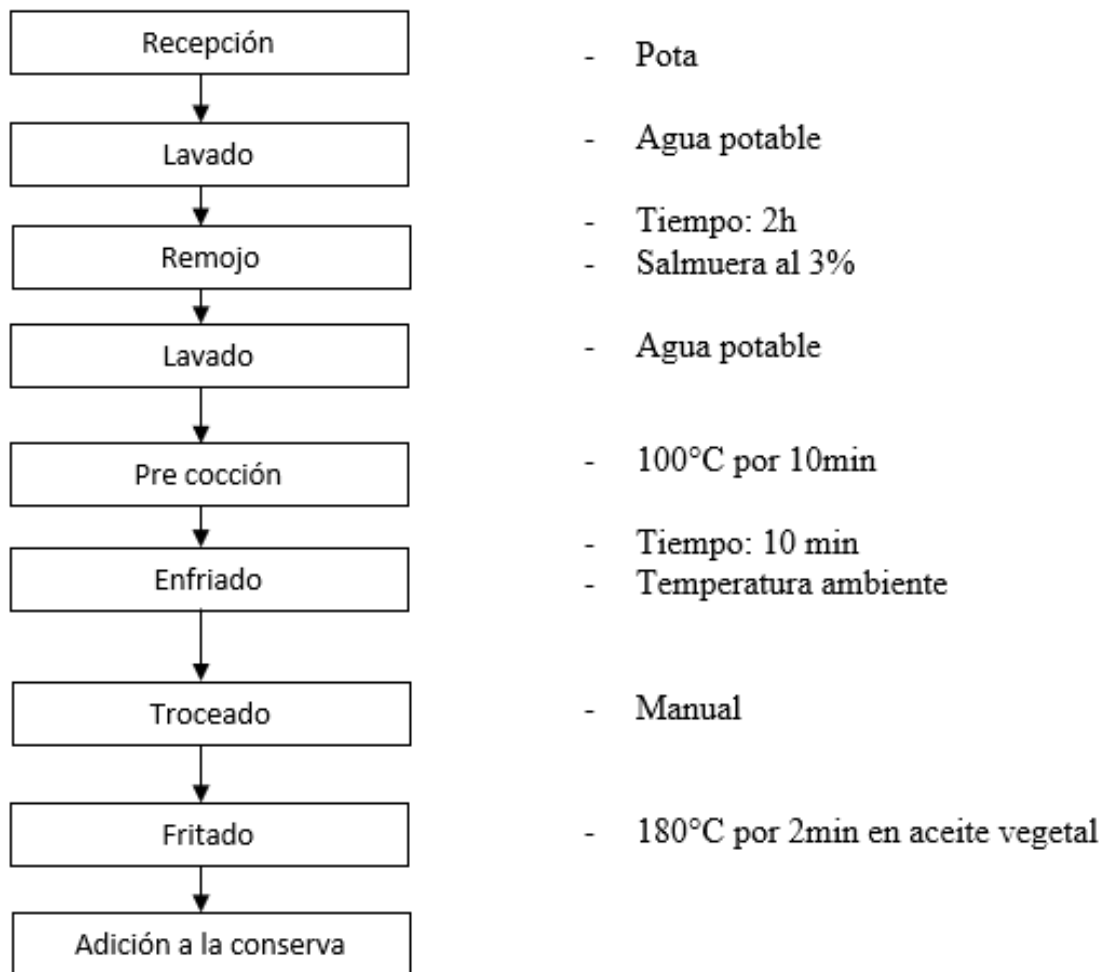 Recepción
- Pota
Lavado
- Agua potable
Remojo
- Tiempo: 2h
- Salmuera al 3%
Lavado
- Agua potable
Pre cocción
- 100°C por 10min
Enfriado
- Tiempo: 10 min
- Temperatura ambiente
Troceado
- Manual
Fritado
- 180°C por 2min en aceite vegetal
Adición a la conserva